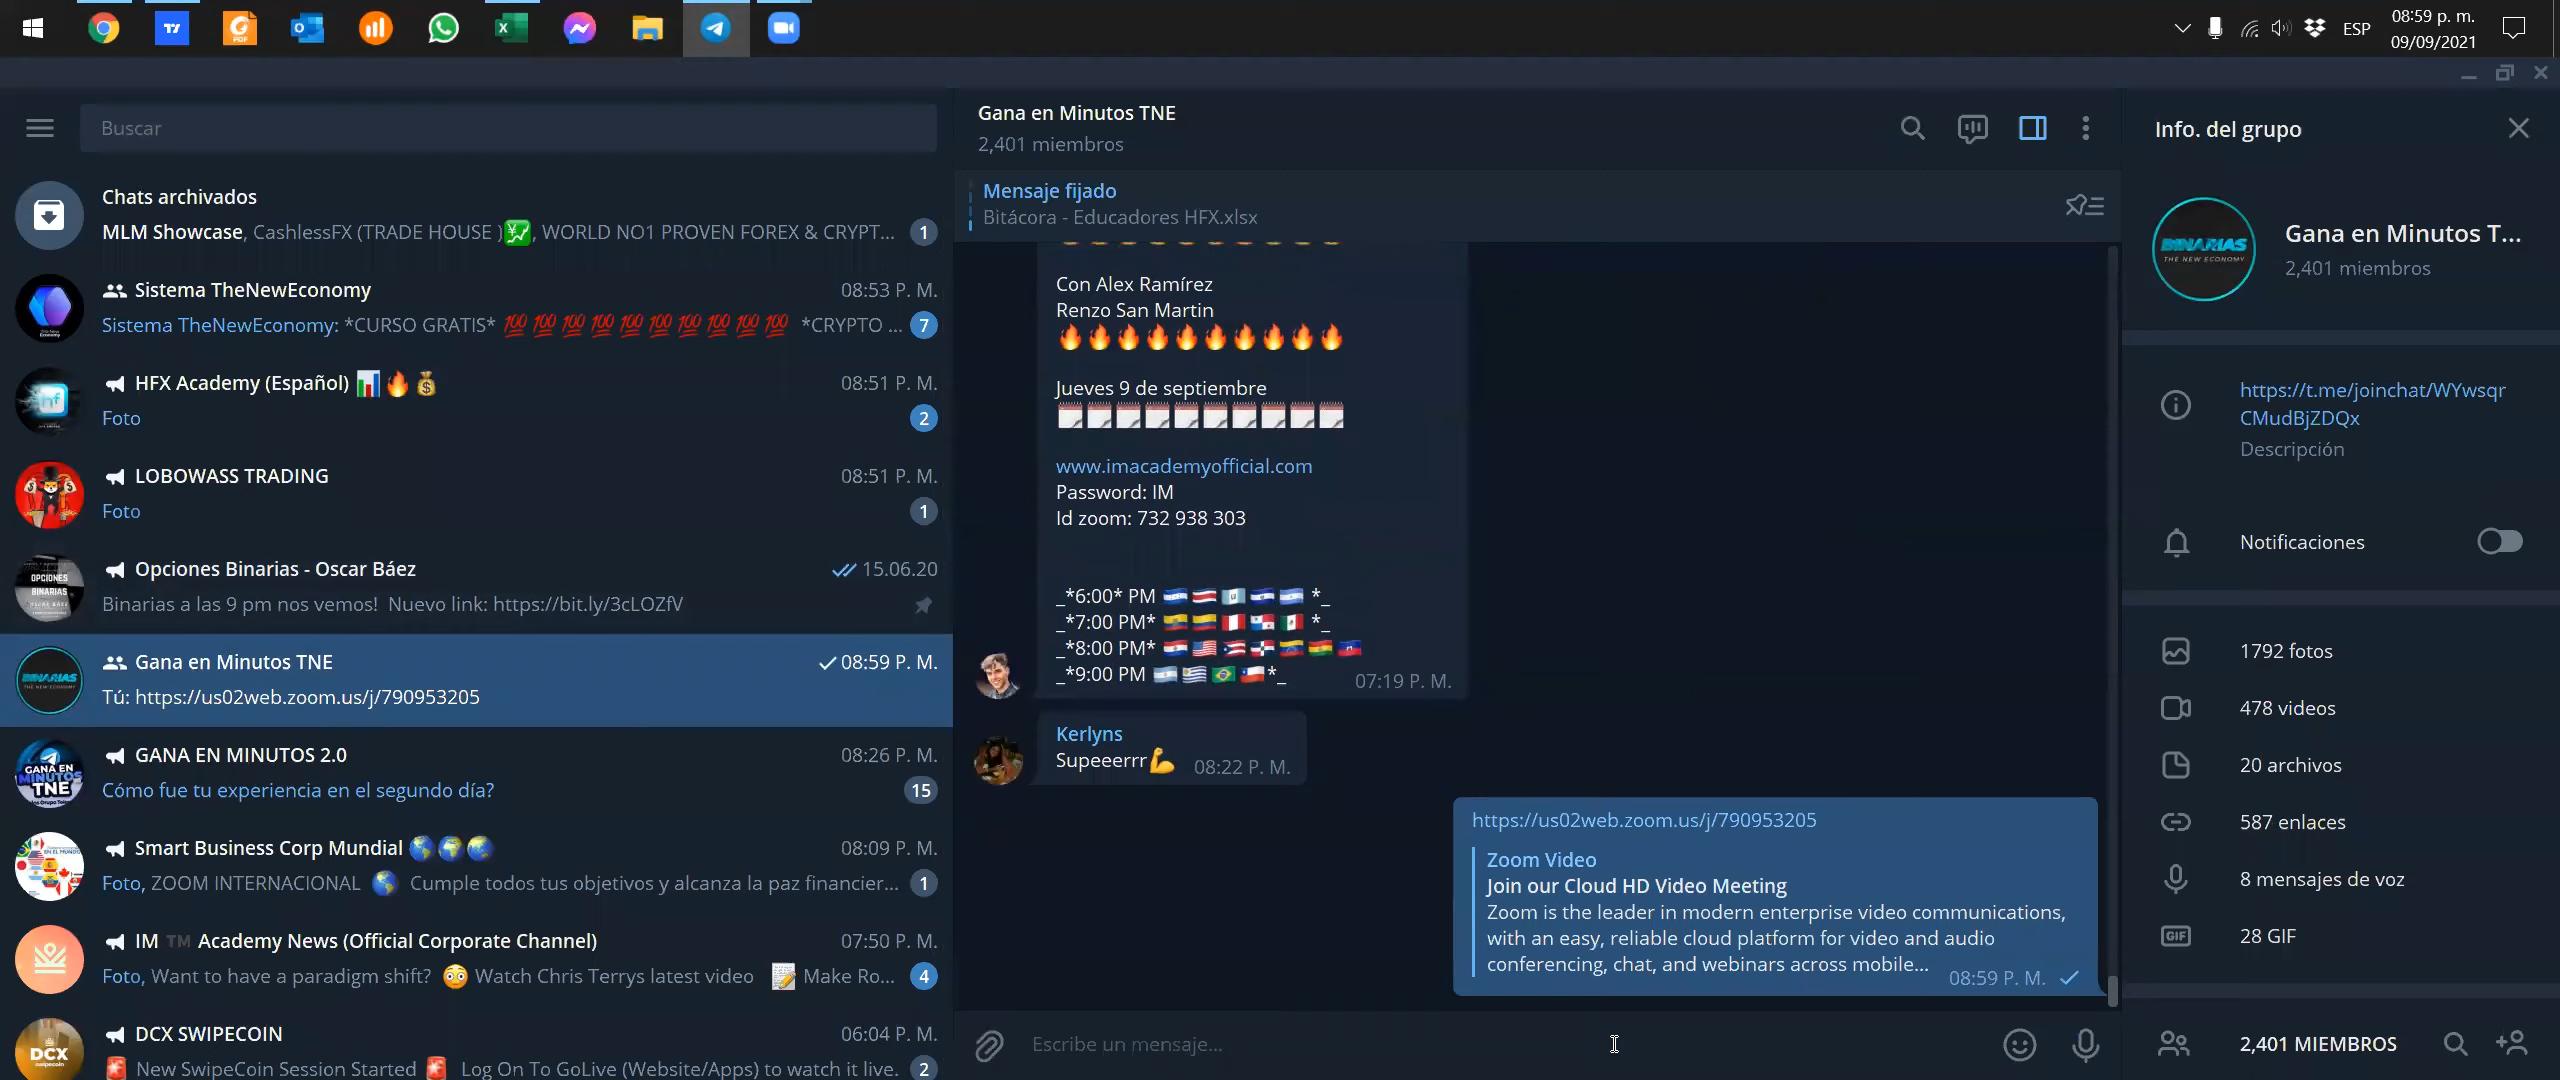 08:59 p. m.
ESP
09/09/2021
Buscar
Chats archivados
MLM Showcase, CashlessFX (TRADE HOUSE )💹, WORLD NO1 PROVEN FOREX & CRYPT...
1
Sistema TheNewEconomy
08:53 P. M.
Sistema TheNewEconomy: *CURSO GRATIS* 💯💯💯💯💯💯💯💯💯💯 *CRYPTO ...
7
HFX Academy (Español) 📊🔥💰
08:51 P. M.
Foto
2
LOBOWASS TRADING
08:51 P. M.
Foto
1
Opciones Binarias - Oscar Báez
15.06.20
Binarias a las 9 pm nos vemos! Nuevo link: https://bit.ly/3cLOZfV
Gana en Minutos TNE
08:59 P. M.
Tú: https://us02web.zoom.us/j/790953205
GANA EN MINUTOS 2.0
08:26 P. M.
Cómo fue tu experiencia en el segundo día?
15
Smart Business Corp Mundial 🌎🌍🌏
08:09 P. M.
Foto, ZOOM INTERNACIONAL 🌎 Cumple todos tus objetivos y alcanza la paz financier...
1
IM ™️ Academy News (Official Corporate Channel)
07:50 P. M.
Foto, Want to have a paradigm shift? 😳 Watch Chris Terrys latest video 📝 Make Ro...
4
DCX SWIPECOIN
06:04 P. M.
🚨 New SwipeCoin Session Started 🚨 Log On To GoLive (Website/Apps) to watch it live.
2
Gana en Minutos TNE
2,401 miembros
Mensaje fijado
Bitácora - Educadores HFX.xlsx
Con Alex Ramírez
Renzo San Martin
🔥🔥🔥🔥🔥🔥🔥🔥🔥🔥
Jueves 9 de septiembre
🗓🗓🗓🗓🗓🗓🗓🗓🗓🗓
www.imacademyofficial.com
Password: IM
Id zoom: 732 938 303
_*6:00* PM 🇭🇳🇨🇷🇬🇹🇸🇻🇳🇮 *_
_*7:00 PM* 🇪🇨🇨🇴🇵🇪🇵🇦🇲🇽 *_
_*8:00 PM* 🇵🇾🇺🇸🇵🇷🇩🇴🇻🇪🇧🇴🇭🇹
_*9:00 PM 🇦🇷🇺🇾🇧🇷🇨🇱*_
07:19 P. M.
Kerlyns
Supeeerrr💪
08:22 P. M.
https://us02web.zoom.us/j/790953205
Zoom Video
Join our Cloud HD Video Meeting
Zoom is the leader in modern enterprise video communications,
with an easy, reliable cloud platform for video and audio
conferencing, chat, and webinars across mobile...
08:59 P. M.
Escribe un mensaje...
Info. del grupo
BINARIAS
THE NEW ECONOMY
Gana en Minutos T...
2,401 miembros
https://t.me/joinchat/WYwsqr
CMudBjZDQx
Descripción
Notificaciones
1792 fotos
478 videos
20 archivos
587 enlaces
8 mensajes de voz
GIF
28 GIF
2,401 MIEMBROS